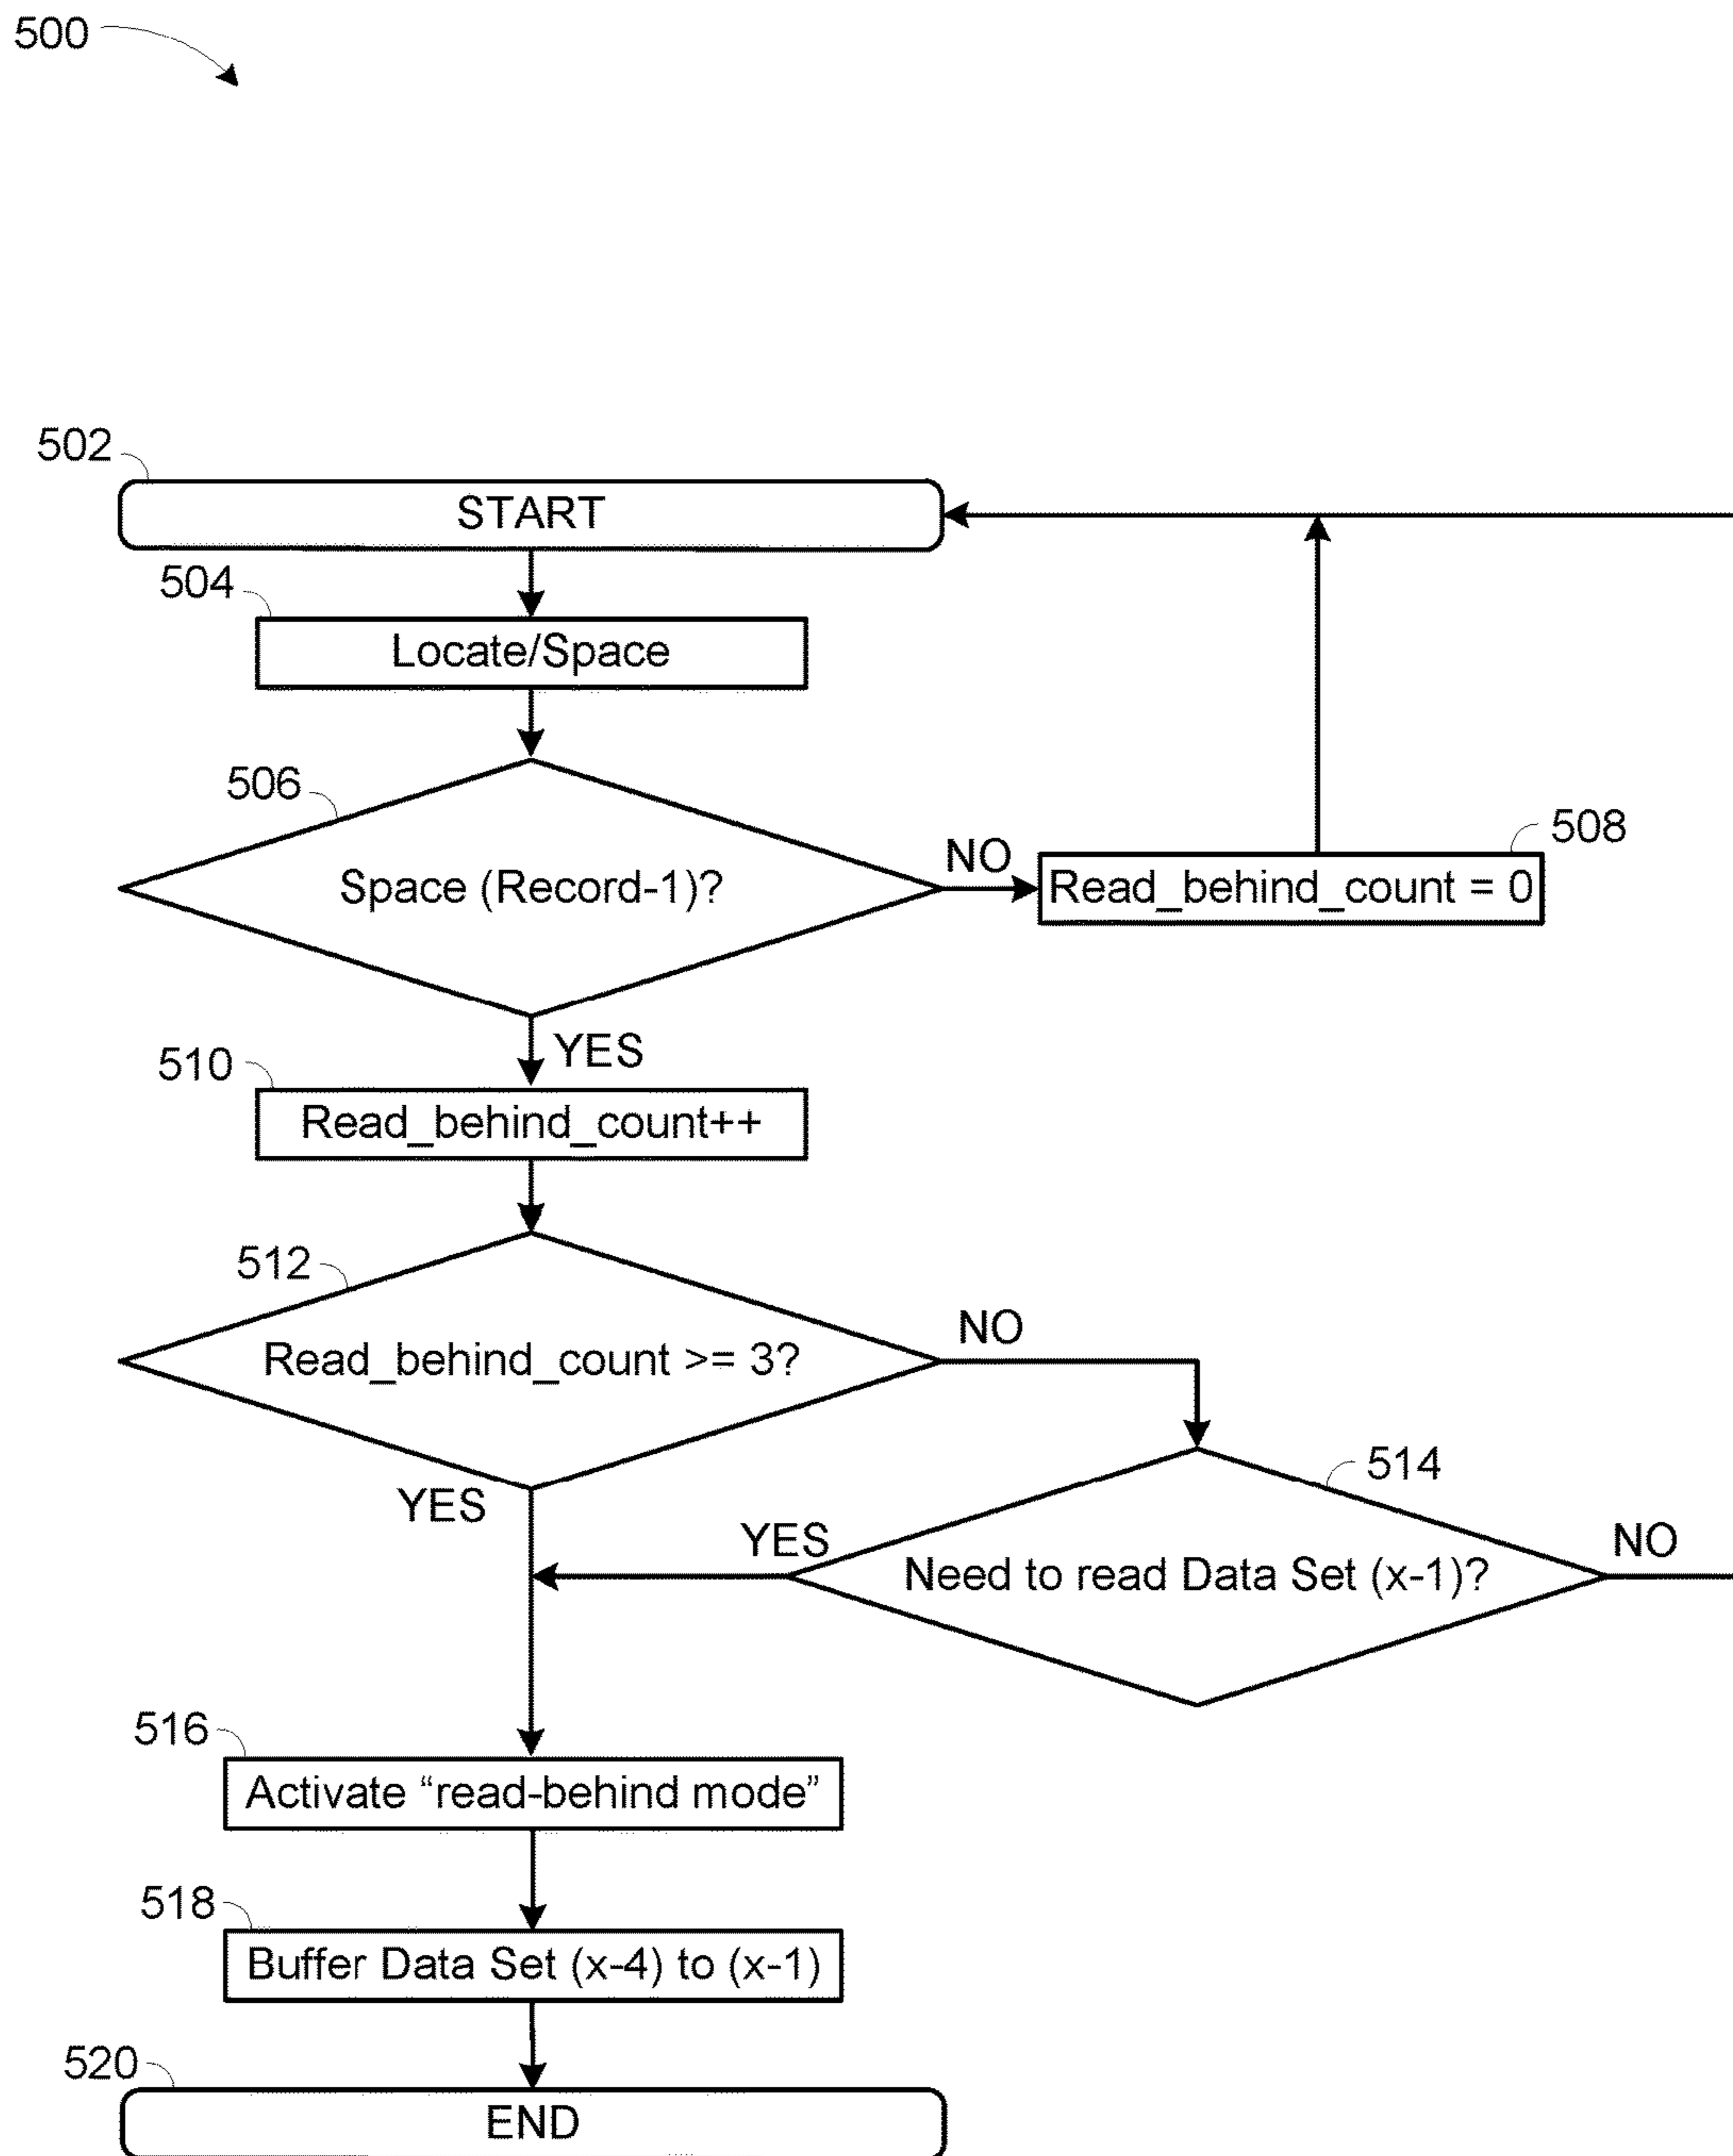 500
502
START
504
Locate/Space
506
Space (Record-1)?
NO
508
Read_behind_count = 0
YES
510
Read_behind_count++
512
Read_behind_count >= 3?
NO
514
YES
YES
Need to read Data Set (x-1)?
NO
516
Activate “read-behind mode”
518
Buffer Data Set (x-4) to (x-1)
520
END